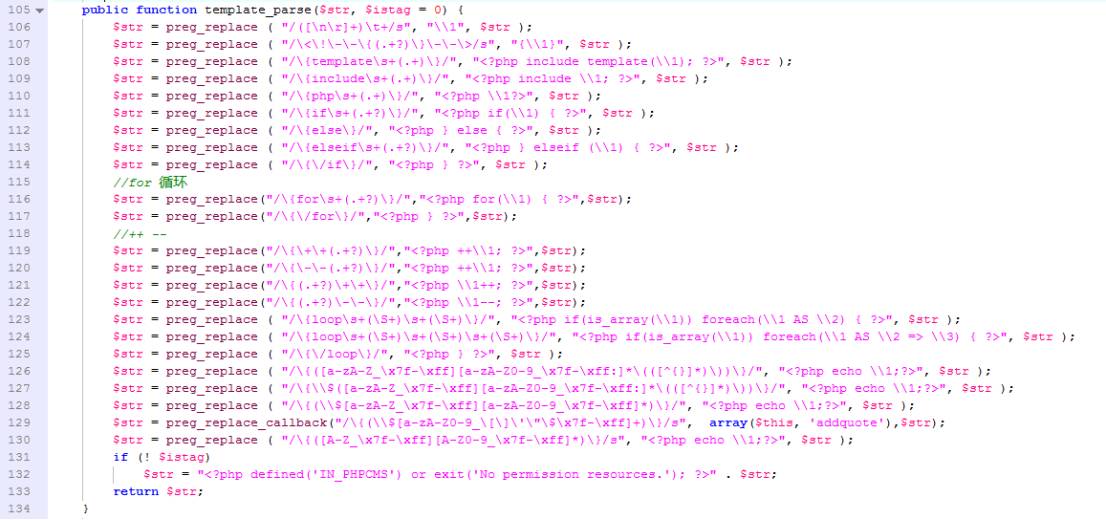 105 public function template_parse($str, $istag = 0) {
106 $str = preg_replace ( "/([\n\r]+)\t+/s", "\\1", $str );
107 $str = preg_replace ( "/\<\!\-\-\{(.+?)\}\-\-\>/s", "{\\1}", $str );
108 $str = preg_replace ( "/\{template\s+(.+)\}/", "<?php include template(\\1); ?>", $str );
109 $str = preg_replace ( "/\{include\s+(.+)\}/", "<?php include \\1; ?>", $str );
110 $str = preg_replace ( "/\{php\s+(.+)\}/", "<?php \\1?>", $str );
111 $str = preg_replace ( "/\{if\s+(.+?)\}/", "<?php if(\\1) { ?>", $str );
112 $str = preg_replace ( "/\{else\}/", "<?php } else { ?>", $str );
113 $str = preg_replace ( "/\{elseif\s+(.+?)\}/", "<?php } elseif (\\1) { ?>", $str );
114 $str = preg_replace ( "/\{\/if\}/", "<?php } ?>", $str );
115 //for 循环
116 $str = preg_replace("/\{for\s+(.+?)\}/","<?php for(\\1) { ?>",$str);
117 $str = preg_replace("/\{\/for\}/","<?php } ?>",$str);
118 //++ --
119 $str = preg_replace("/\{\+\+(.+?)\}/","<?php ++\\1; ?>",$str);
120 $str = preg_replace("/\{\-\-(.+?)\}/","<?php ++\\1; ?>",$str);
121 $str = preg_replace("/\{(.+?)\+\+\}/","<?php \\1++; ?>",$str);
122 $str = preg_replace("/\{(.+?)\-\-\}/","<?php \\1--; ?>",$str);
123 $str = preg_replace ( "/\{loop\s+(\S+)\s+(\S+)\}/", "<?php if(is_array(\\1)) foreach(\\1 AS \\2) { ?>", $str );
124 $str = preg_replace ( "/\{loop\s+(\S+)\s+(\S+)\s+(\S+)\}/", "<?php if(is_array(\\1)) foreach(\\1 AS \\2 => \\3) { ?>", $str );
125 $str = preg_replace ( "/\{\/loop\}/", "<?php } ?>", $str );
126 $str = preg_replace ( "/\{([a-zA-Z_\x7f-\xff][a-zA-Z0-9_\x7f-\xff:]*\(([^{}]*)\))\}/", "<?php echo \\1;?>", $str );
127 $str = preg_replace ( "/\{\\$([a-zA-Z_\x7f-\xff][a-zA-Z0-9_\x7f-\xff:]*\(([^{}]*)\))\}/", "<?php echo \\1;?>", $str );
128 $str = preg_replace ( "/\{(\\$[a-zA-Z_\x7f-\xff][a-zA-Z0-9_\x7f-\xff]*)\}/", "<?php echo \\1;?>", $str );
129 $str = preg_replace_callback("/\{(\\$[a-zA-Z0-9_\[\]\'\"\$\x7f-\xff]+)\}/s", array($this, 'addquote'),$str);
130 $str = preg_replace ( "/\{([A-Z_\x7f-\xff][A-Z0-9_\x7f-\xff]*)\}/s", "<?php echo \\1;?>", $str );
131 if (! $istag)
132 $str = "<?php defined('IN_PHPCMS') or exit('No permission resources.'); ?>" . $str;
133 return $str;
134 }